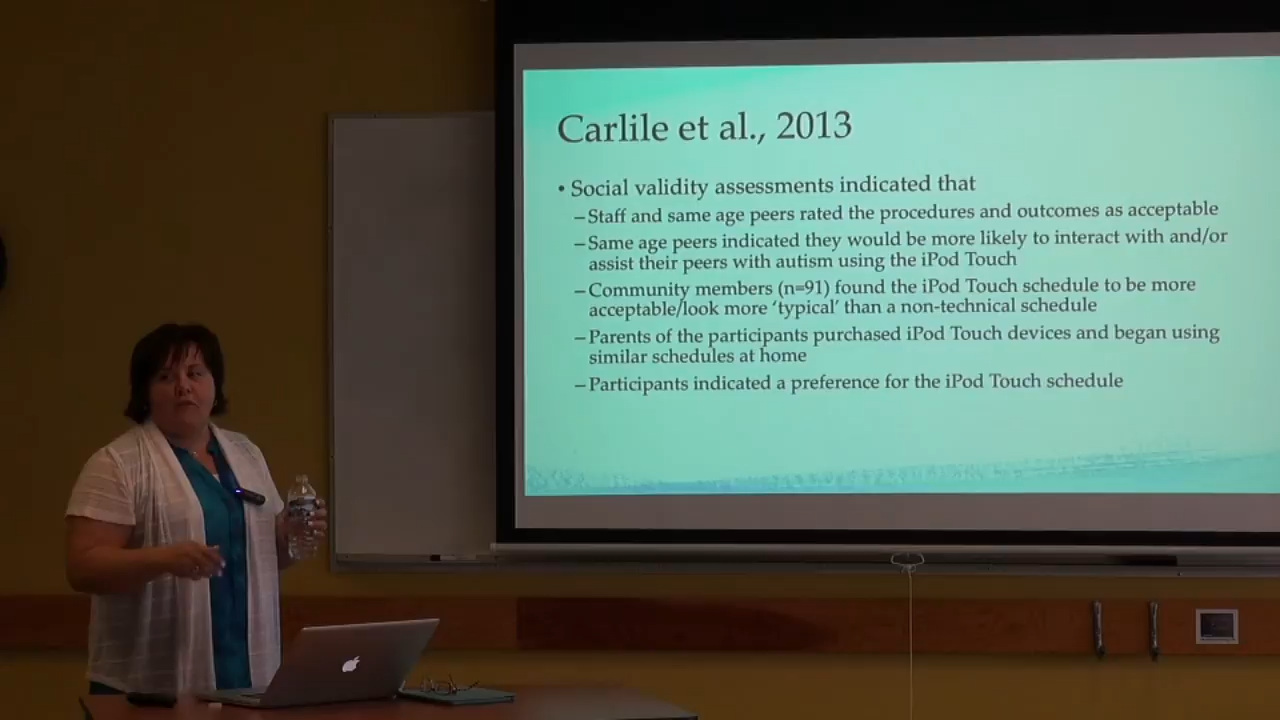 Carlile et al., 2013
• Social validity assessments indicated that
–Staff and same age peers rated the procedures and outcomes as acceptable
–Same age peers indicated they would be more likely to interact with and/or
assist their peers with autism using the iPod Touch
–Community members (n=91) found the iPod Touch schedule to be more
acceptable/look more ‘typical’ than a non-technical schedule
–Parents of the participants purchased iPod Touch devices and began using
similar schedules at home
–Participants indicated a preference for the iPod Touch schedule